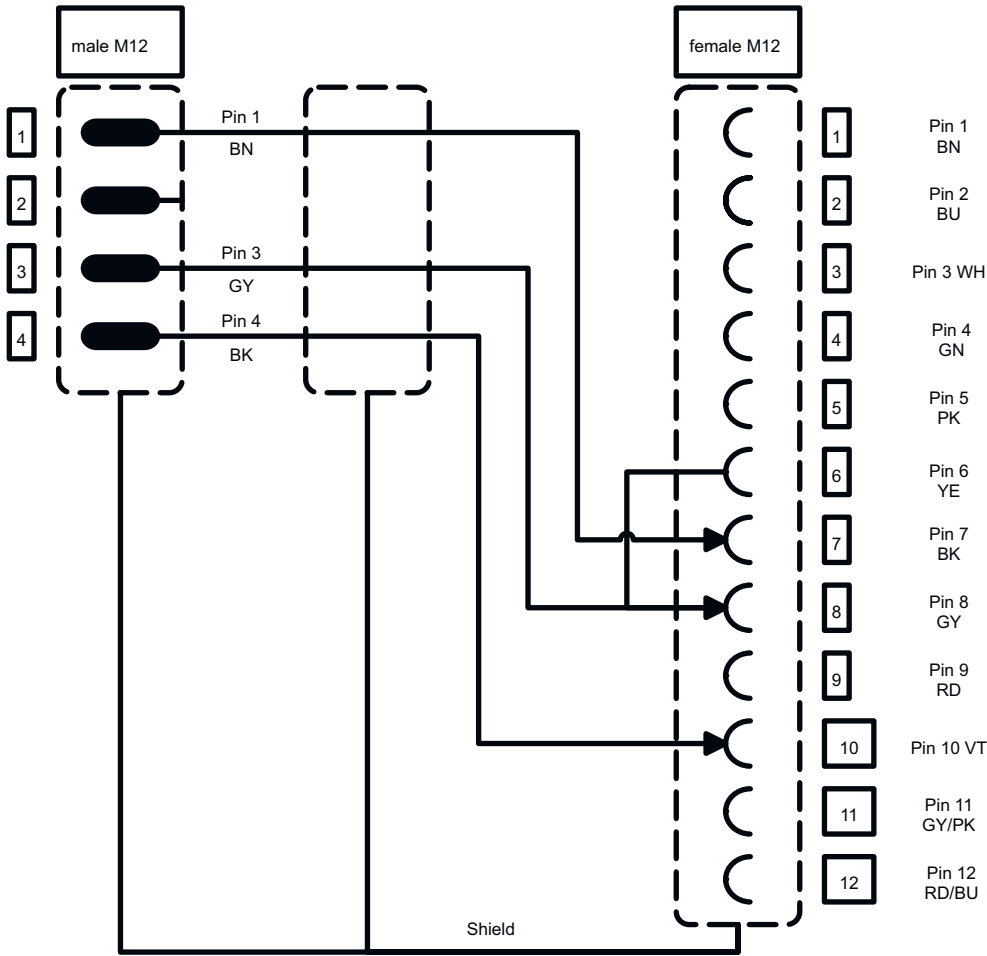 male M12
female M12
1
Pin 1
BN
2
3
Pin 3
GY
4
Pin 4
BK
1
Pin 1
BN
2
Pin 2
BU
3
Pin 3 WH
4
Pin 4
GN
5
Pin 5
PK
6
Pin 6
YE
7
Pin 7
BK
8
Pin 8
GY
9
Pin 9
RD
10
Pin 10 VT
11
Pin 11
GY/PK
12
Pin 12
RD/BU
Shield